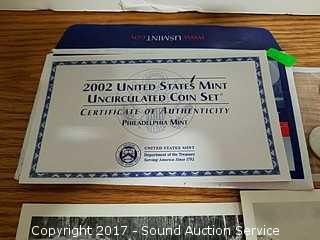 WWW.USMINT.GOV
2002 UNITED STATES MINT
UNCIRCULATED COIN SET
CERTIFICATE OF AUTHENTICITY
PHILADELPHIA MINT
UNITED STATES MINT
Department of the Treasury
Serving America Since 1792
Copyright 2017 - Sound Auction Service